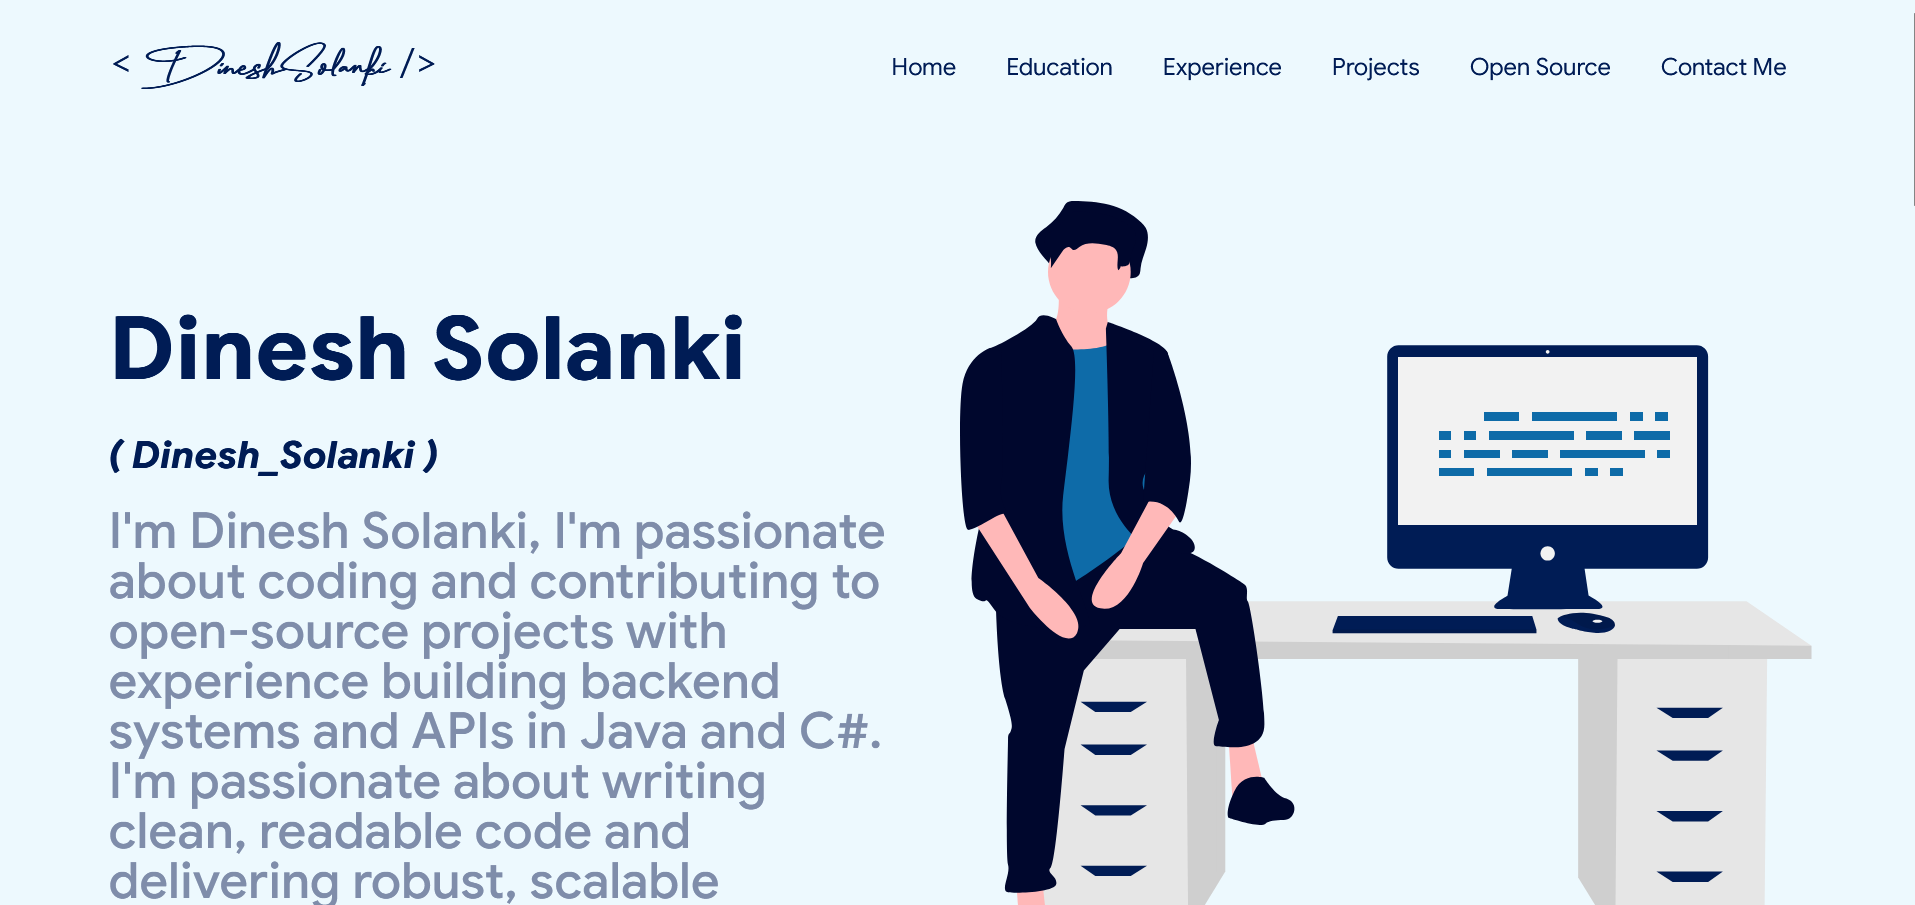 < DineshSolanki />
Home Education Experience Projects Open Source Contact Me
Dinesh Solanki
( Dinesh_Solanki )
I'm Dinesh Solanki, I'm passionate
about coding and contributing to
open-source projects with
experience building backend
systems and APIs in Java and C#.
I'm passionate about writing
clean, readable code and
delivering robust, scalable